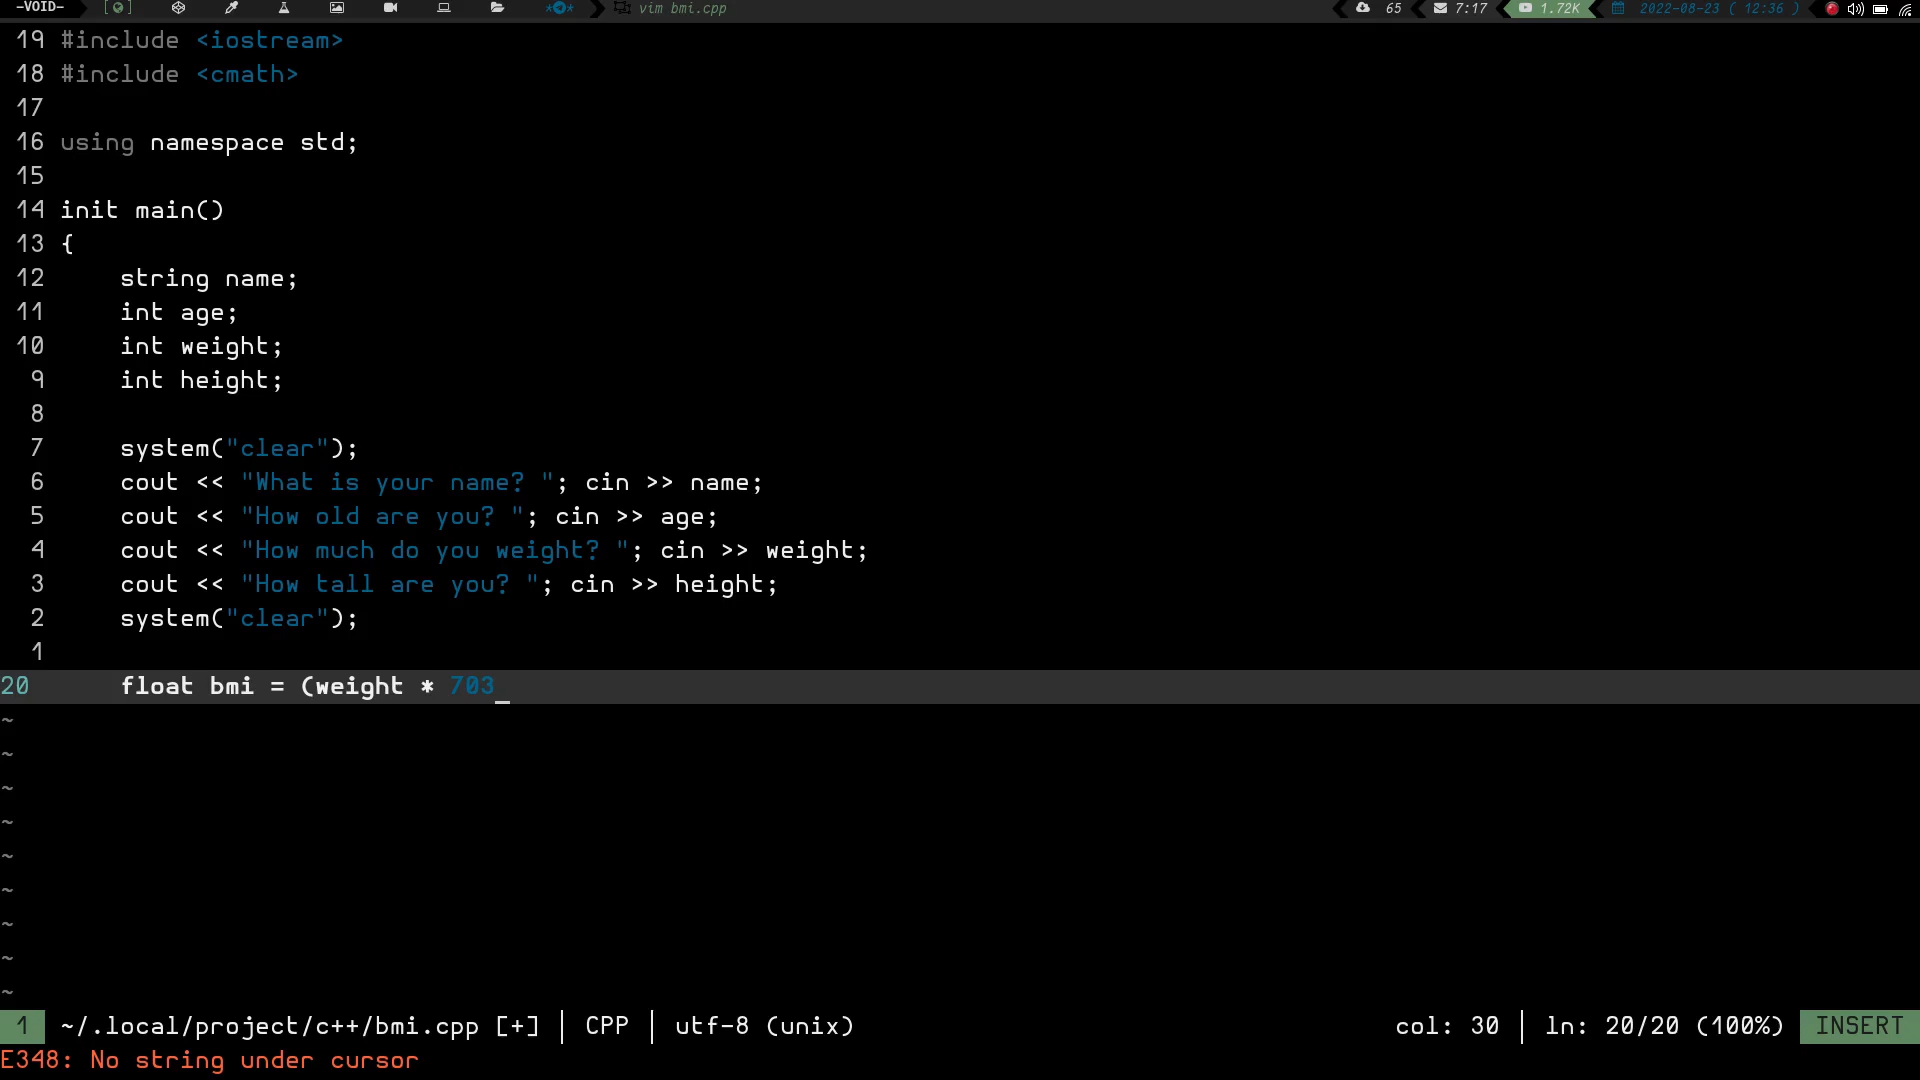 -VOID- [ ] ** vim bmi.cpp 65 7:17 1.72K 2022-08-23 ( 12:36 )
19 #include <iostream>
18 #include <cmath>
17
16 using namespace std;
15
14 init main()
13 {
12     string name;
11     int age;
10     int weight;
9     int height;
8
7     system("clear");
6     cout << "What is your name? "; cin >> name;
5     cout << "How old are you? "; cin >> age;
4     cout << "How much do you weight? "; cin >> weight;
3     cout << "How tall are you? "; cin >> height;
2     system("clear");
1
20     float bmi = (weight * 703_
~
~
~
~
~
~
~
~
~
1 ~/.local/project/c++/bmi.cpp [+] | CPP | utf-8 (unix) col: 30 | ln: 20/20 (100%) INSERT
E348: No string under cursor